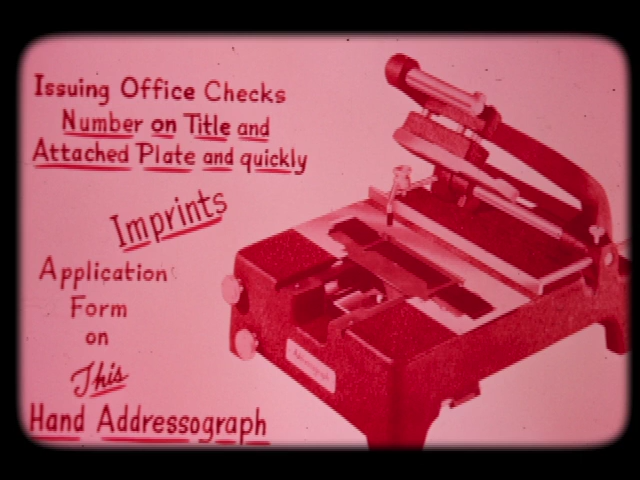 Issuing Office Checks
Number on Title and
Attached Plate and quickly
Imprints
Application
Form
on
This
Hand Addressograph